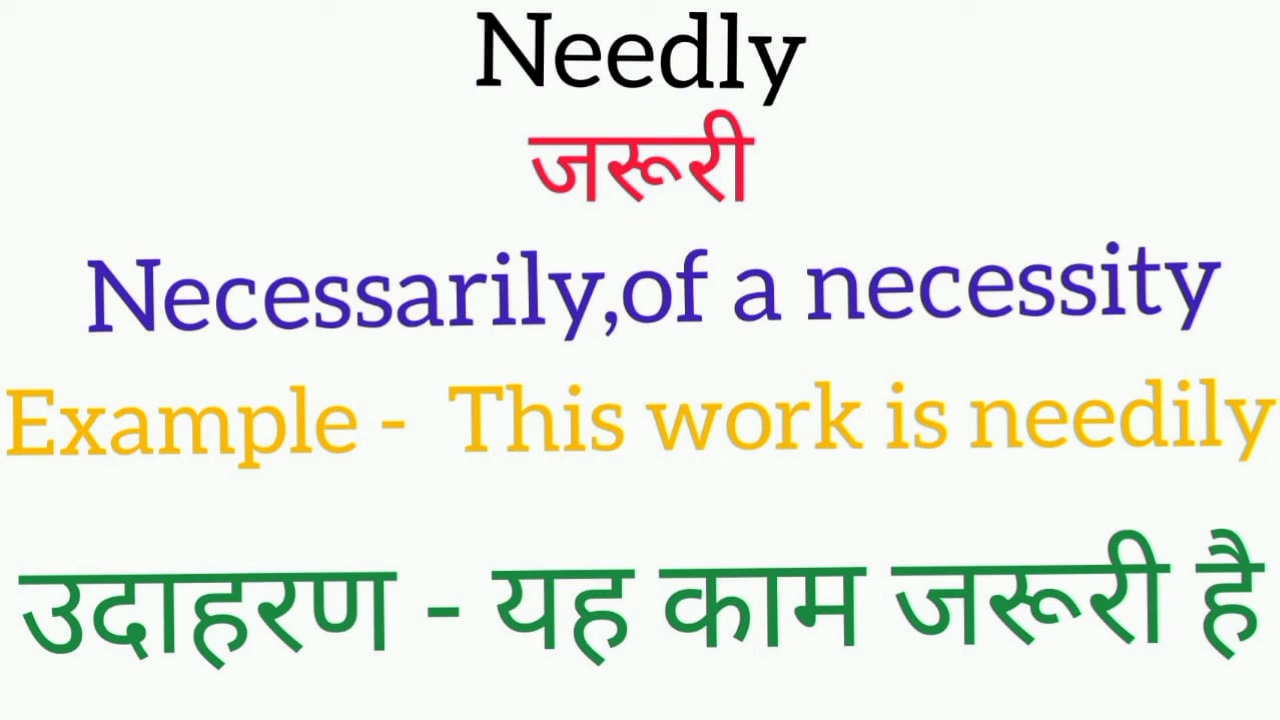 Needly
जरूरी
Necessarily,of a necessity
Example - This work is needily
उदाहरण - यह काम जरूरी है